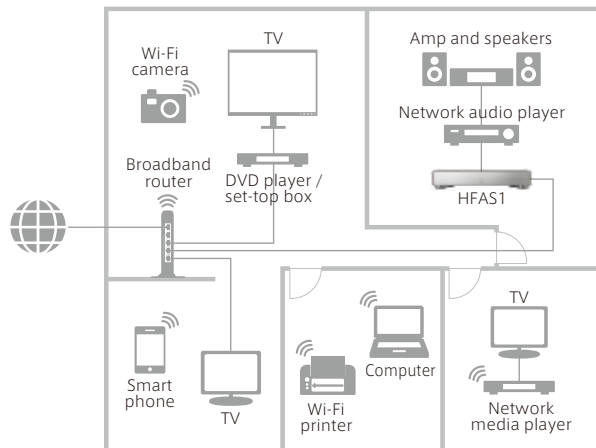 TV
Wi-Fi
camera
Broadband
router
DVD player /
set-top box
Amp and speakers
Network audio player
HFAS1
Smart
phone
TV
Wi-Fi
printer
Computer
TV
Network
media player